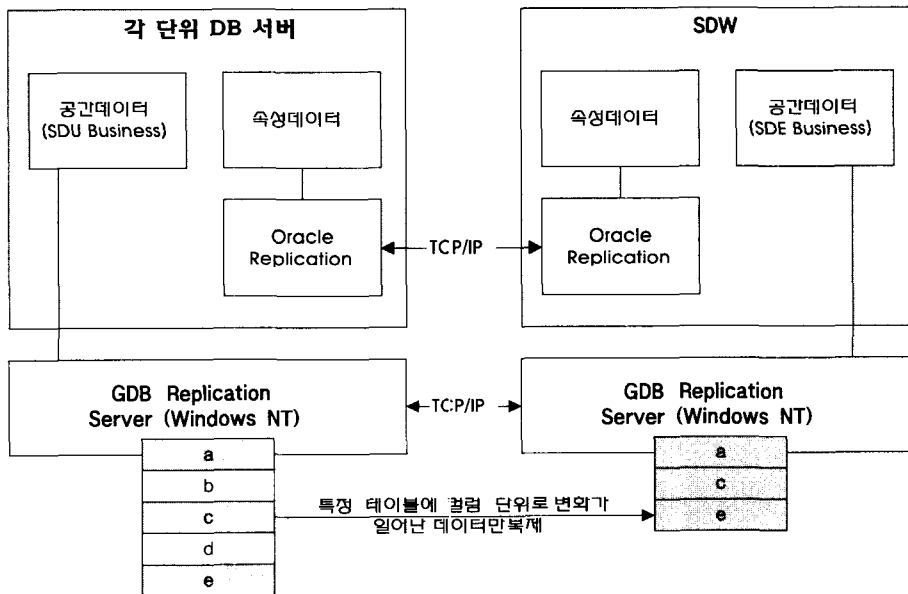 각 단위 DB 서버
공간데이터
(SDU Business)
속성데이터
Oracle
Replication
TCP/IP
SDW
속성데이터
공간데이터
(SDE Business)
Oracle
Replication
GDB Replication
Server (Windows NT)
TCP/IP
GDB Replication
Server (Windows NT)
a
b
c
d
e
특정 테이블에 컬럼 단위로 변화가
일어난 데이터만복제
a
c
e